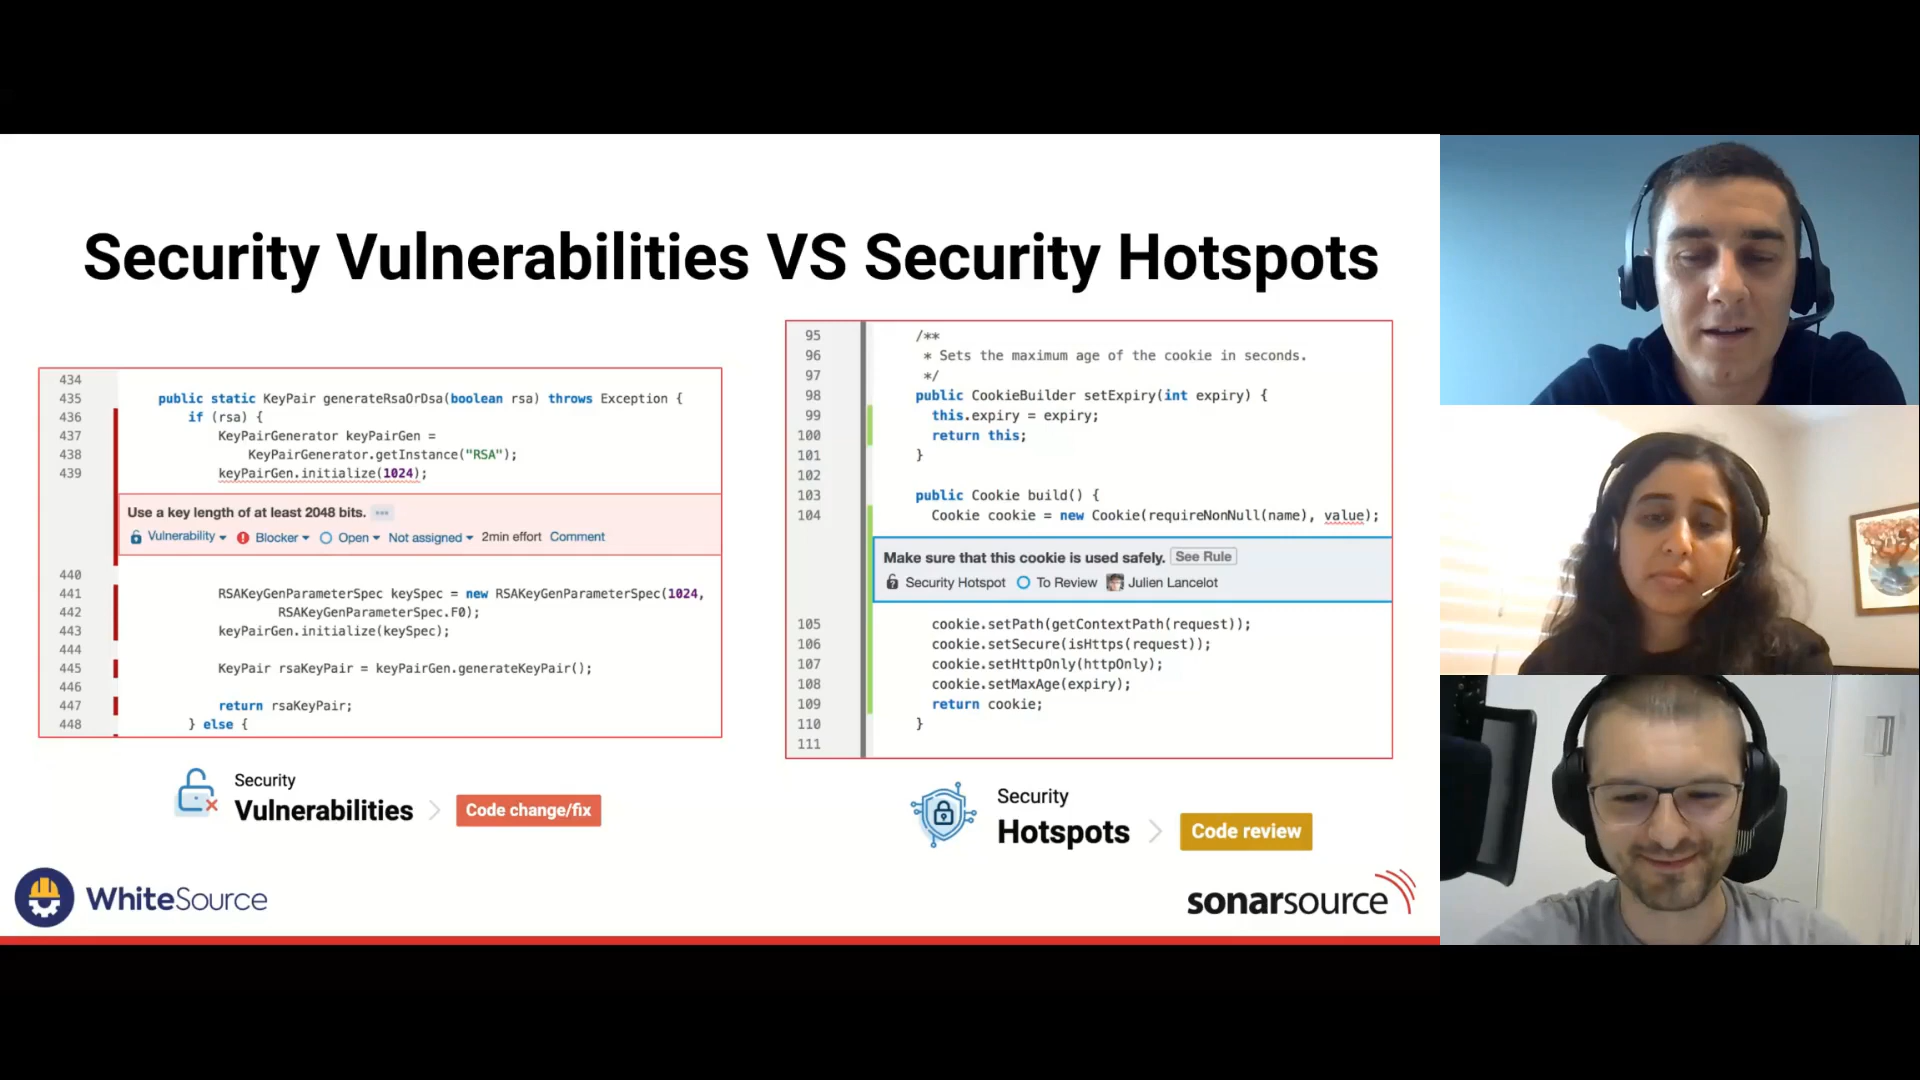 Security Vulnerabilities VS Security Hotspots
434
435 public static KeyPair generateRsaOrDsa(boolean rsa) throws Exception {
436 if (rsa) {
437 KeyPairGenerator keyPairGen =
438 KeyPairGenerator.getInstance("RSA");
439 keyPairGen.initialize(1024);
Use a key length of at least 2048 bits. ...
Vulnerability Blocker Open Not assigned 2min effort Comment
440
441 RSAKeyGenParameterSpec keySpec = new RSAKeyGenParameterSpec(1024,
442 RSAKeyGenParameterSpec.F0);
443 keyPairGen.initialize(keySpec);
444
445 KeyPair rsaKeyPair = keyPairGen.generateKeyPair();
446
447 return rsaKeyPair;
448 } else {
Security
Vulnerabilities
Code change/fix
95 /**
96 * Sets the maximum age of the cookie in seconds.
97 */
98 public CookieBuilder setExpiry(int expiry) {
99 this.expiry = expiry;
100 return this;
101 }
102
103 public Cookie build() {
104 Cookie cookie = new Cookie(requireNonNull(name), value);
Make sure that this cookie is used safely. See Rule
Security Hotspot To Review Julien Lancelot
105 cookie.setPath(getContextPath(request));
106 cookie.setSecure(isHttps(request));
107 cookie.setHttpOnly(httpOnly);
108 cookie.setMaxAge(expiry);
109 return cookie;
110 }
111
Security
Hotspots
Code review
WhiteSource
sonarsource